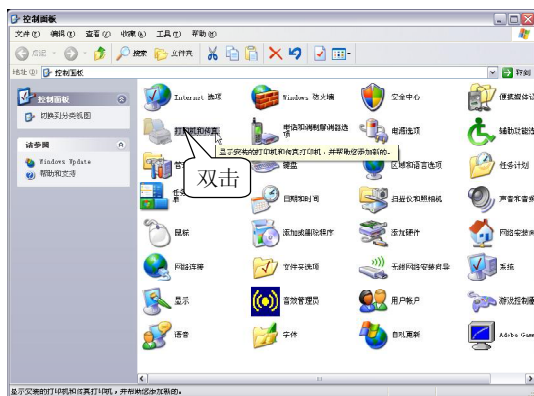 控制面板
文件(F) 编辑(E) 查看(V) 收藏(A) 工具(T) 帮助(H)
后退 搜索 文件夹
地址(D) 控制面板 转到
控制面板
切换到分类视图
请参阅
Windows Update
帮助和支持
Internet 选项 Windows 防火墙 安全中心
打印机和传真 电话和调制解调器选项 电源选项 辅助功能选
显示安装的打印机和传真打印机，并帮助您添加新的。
键盘 区域和语言选项 任务计划
双击
日期和时间 扫描仪和照相机 声音和音频
鼠标 添加或删除程序 添加硬件 网络安装向
网络连接 文件夹选项 无线网络安装向导 系统
显示 音效管理员 用户帐户 游戏控制器
语音 字体 自动更新 Adobe Gamm
显示安装的打印机和传真打印机，并帮助您添加新的。